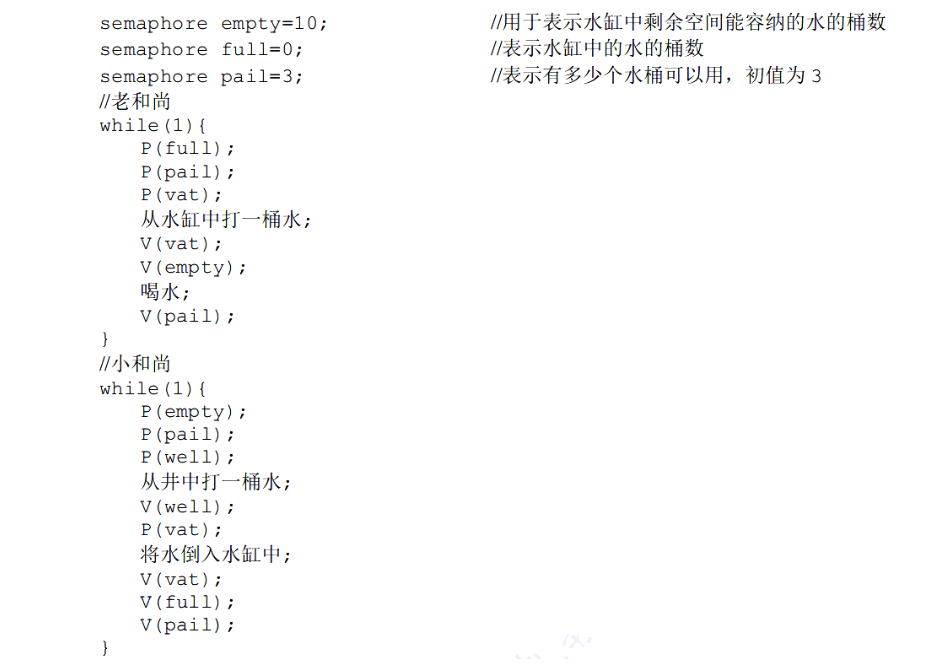 semaphore empty=10; //用于表示水缸中剩余空间能容纳的水的桶数
semaphore full=0; //表示水缸中的水的桶数
semaphore pail=3; //表示有多少个水桶可以用，初值为 3
//老和尚
while(1){
P(full);
P(pail);
P(vat);
从水缸中打一桶水;
V(vat);
V(empty);
喝水;
V(pail);
}
//小和尚
while(1){
P(empty);
P(pail);
P(well);
从井中打一桶水;
V(well);
P(vat);
将水倒入水缸中;
V(vat);
V(full);
V(pail);
}